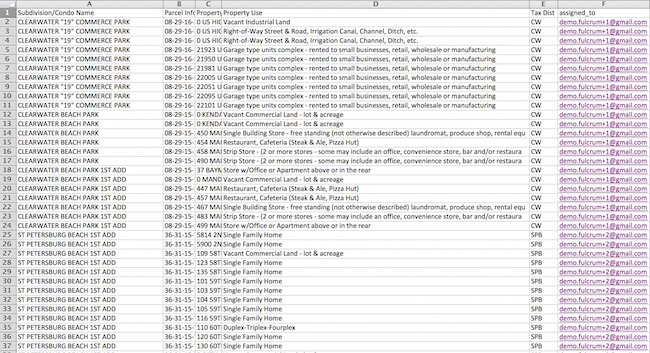 A B C D E F
1 Subdivision/Condo Name Parcel Info Property Property Use Tax Dist assigned_to
2 CLEARWATER "19" COMMERCE PARK 08-29-16- 0 US HIG Vacant Industrial Land CW demo.fulcrum+1@gmail.com
3 CLEARWATER "19" COMMERCE PARK 08-29-16- 0 US HIG Right-of-Way Street & Road, Irrigation Canal, Channel, Ditch, etc. CW demo.fulcrum+1@gmail.com
4 CLEARWATER "19" COMMERCE PARK 08-29-16- 0 US HIG Right-of-Way Street & Road, Irrigation Canal, Channel, Ditch, etc. CW demo.fulcrum+1@gmail.com
5 CLEARWATER "19" COMMERCE PARK 08-29-16- 21923 U Garage type units complex - rented to small businesses, retail, wholesale or manufacturing CW demo.fulcrum+1@gmail.com
6 CLEARWATER "19" COMMERCE PARK 08-29-16- 21950 U Garage type units complex - rented to small businesses, retail, wholesale or manufacturing CW demo.fulcrum+1@gmail.com
7 CLEARWATER "19" COMMERCE PARK 08-29-16- 21981 U Garage type units complex - rented to small businesses, retail, wholesale or manufacturing CW demo.fulcrum+1@gmail.com
8 CLEARWATER "19" COMMERCE PARK 08-29-16- 22005 U Garage type units complex - rented to small businesses, retail, wholesale or manufacturing CW demo.fulcrum+1@gmail.com
9 CLEARWATER "19" COMMERCE PARK 08-29-16- 22051 U Garage type units complex - rented to small businesses, retail, wholesale or manufacturing CW demo.fulcrum+1@gmail.com
10 CLEARWATER "19" COMMERCE PARK 08-29-16- 22095 U Garage type units complex - rented to small businesses, retail, wholesale or manufacturing CW demo.fulcrum+1@gmail.com
11 CLEARWATER "19" COMMERCE PARK 08-29-16- 22101 U Garage type units complex - rented to small businesses, retail, wholesale or manufacturing CW demo.fulcrum+1@gmail.com
12 CLEARWATER BEACH PARK 08-29-15- 0 KENDA Vacant Commercial Land - lot & acreage CW demo.fulcrum+1@gmail.com
13 CLEARWATER BEACH PARK 08-29-15- 0 KENDA Vacant Commercial Land - lot & acreage CW demo.fulcrum+1@gmail.com
14 CLEARWATER BEACH PARK 08-29-15- 450 MAI Single Building Store - free standing (not otherwise described) laundromat, produce shop, rental equ CW demo.fulcrum+1@gmail.com
15 CLEARWATER BEACH PARK 08-29-15- 454 MAI Restaurant, Cafeteria (Steak & Ale, Pizza Hut) CW demo.fulcrum+1@gmail.com
16 CLEARWATER BEACH PARK 08-29-15- 458 MAI Strip Store - (2 or more stores - some may include an office, convenience store, bar and/or restaura CW demo.fulcrum+1@gmail.com
17 CLEARWATER BEACH PARK 08-29-15- 490 MAI Strip Store - (2 or more stores - some may include an office, convenience store, bar and/or restaura CW demo.fulcrum+1@gmail.com
18 CLEARWATER BEACH PARK 1ST ADD 08-29-15- 37 BAYM Store w/Office or Apartment above or in the rear CW demo.fulcrum+1@gmail.com
19 CLEARWATER BEACH PARK 1ST ADD 08-29-15- 0 MAND Vacant Commercial Land - lot & acreage CW demo.fulcrum+1@gmail.com
20 CLEARWATER BEACH PARK 1ST ADD 08-29-15- 447 MAI Restaurant, Cafeteria (Steak & Ale, Pizza Hut) CW demo.fulcrum+1@gmail.com
21 CLEARWATER BEACH PARK 1ST ADD 08-29-15- 457 MAI Restaurant, Cafeteria (Steak & Ale, Pizza Hut) CW demo.fulcrum+1@gmail.com
22 CLEARWATER BEACH PARK 1ST ADD 08-29-15- 467 MAI Single Building Store - free standing (not otherwise described) laundromat, produce shop, rental equ CW demo.fulcrum+1@gmail.com
23 CLEARWATER BEACH PARK 1ST ADD 08-29-15- 483 MAI Strip Store - (2 or more stores - some may include an office, convenience store, bar and/or restaura CW demo.fulcrum+1@gmail.com
24 CLEARWATER BEACH PARK 1ST ADD 08-29-15- 499 MAI Store w/Office or Apartment above or in the rear CW demo.fulcrum+1@gmail.com
25 ST PETERSBURG BEACH 1ST ADD 36-31-15- 5814 2N Single Family Home SPB demo.fulcrum+2@gmail.com
26 ST PETERSBURG BEACH 1ST ADD 36-31-15- 5900 2N Single Family Home SPB demo.fulcrum+2@gmail.com
27 ST PETERSBURG BEACH 1ST ADD 36-31-15- 109 58T Vacant Commercial Land - lot & acreage SPB demo.fulcrum+2@gmail.com
28 ST PETERSBURG BEACH 1ST ADD 36-31-15- 123 58T Single Family Home SPB demo.fulcrum+2@gmail.com
29 ST PETERSBURG BEACH 1ST ADD 36-31-15- 135 58T Single Family Home SPB demo.fulcrum+2@gmail.com
30 ST PETERSBURG BEACH 1ST ADD 36-31-15- 101 59T Single Family Home SPB demo.fulcrum+2@gmail.com
31 ST PETERSBURG BEACH 1ST ADD 36-31-15- 103 59T Single Family Home SPB demo.fulcrum+2@gmail.com
32 ST PETERSBURG BEACH 1ST ADD 36-31-15- 104 59T Single Family Home SPB demo.fulcrum+2@gmail.com
33 ST PETERSBURG BEACH 1ST ADD 36-31-15- 105 59T Single Family Home SPB demo.fulcrum+2@gmail.com
34 ST PETERSBURG BEACH 1ST ADD 36-31-15- 116 59T Single Family Home SPB demo.fulcrum+2@gmail.com
35 ST PETERSBURG BEACH 1ST ADD 36-31-15- 110 60T Duplex-Triplex-Fourplex SPB demo.fulcrum+2@gmail.com
36 ST PETERSBURG BEACH 1ST ADD 36-31-15- 120 60T Single Family Home SPB demo.fulcrum+2@gmail.com
37 ST PETERSBURG BEACH 1ST ADD 36-31-15- 130 60T Single Family Home SPB demo.fulcrum+2@gmail.com